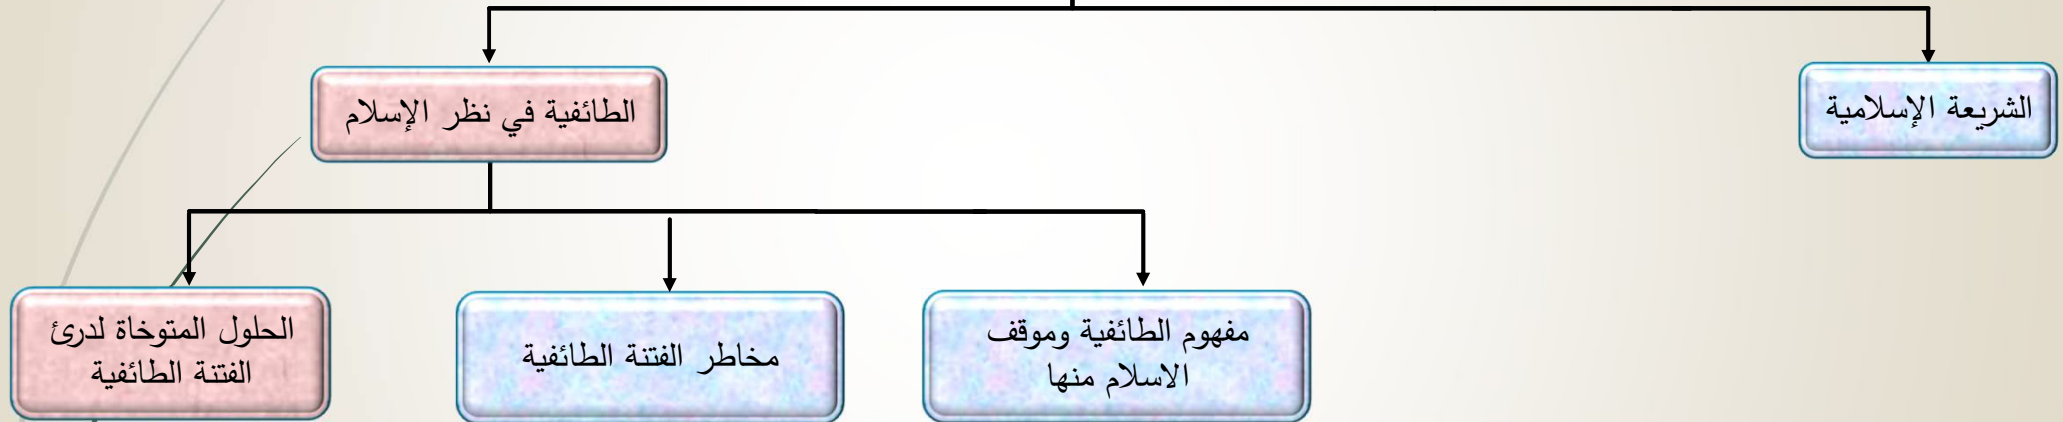 الشريعة الإسلامية
الطائفية في نظر الإسلام
مفهوم الطائفية وموقف
الاسلام منها
مخاطر الفتنة الطائفية
الحلول المتوخاة لدرئ
الفتنة الطائفية